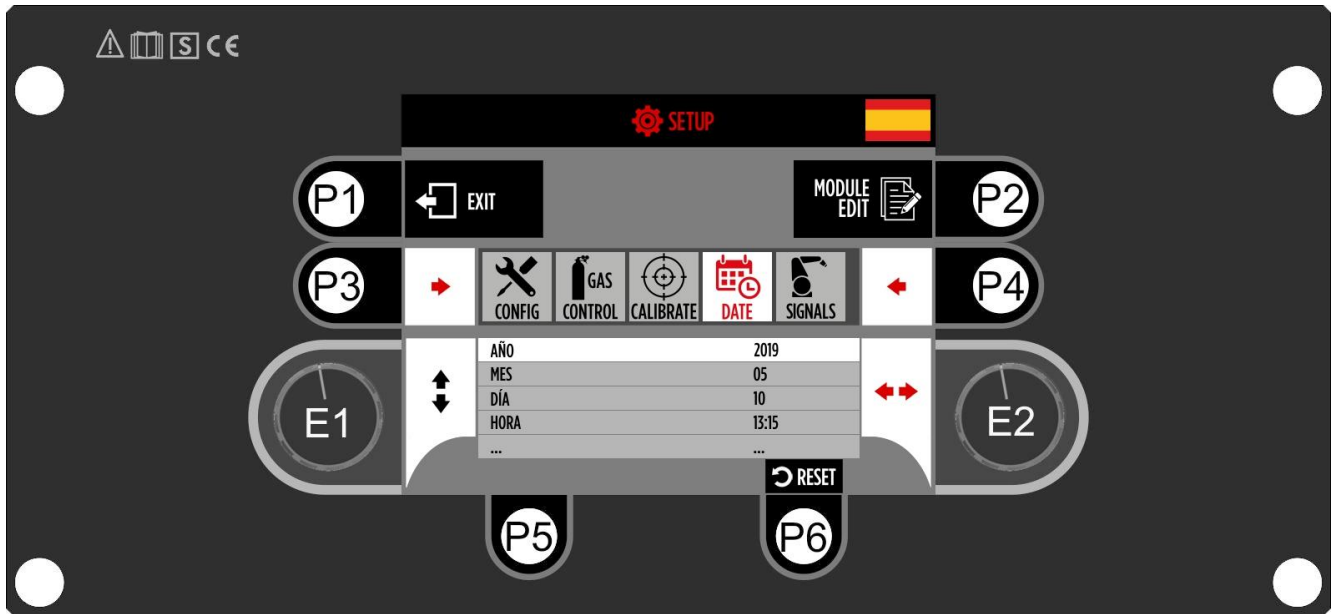 S CE
SETUP
P1
EXIT
MODULE
EDIT
P2
P3
CONFIG
GAS
CONTROL
CALIBRATE
DATE
SIGNALS
P4
AÑO 2019
MES 05
DÍA 10
HORA 13:15
... ...
E1
E2
RESET
P5
P6